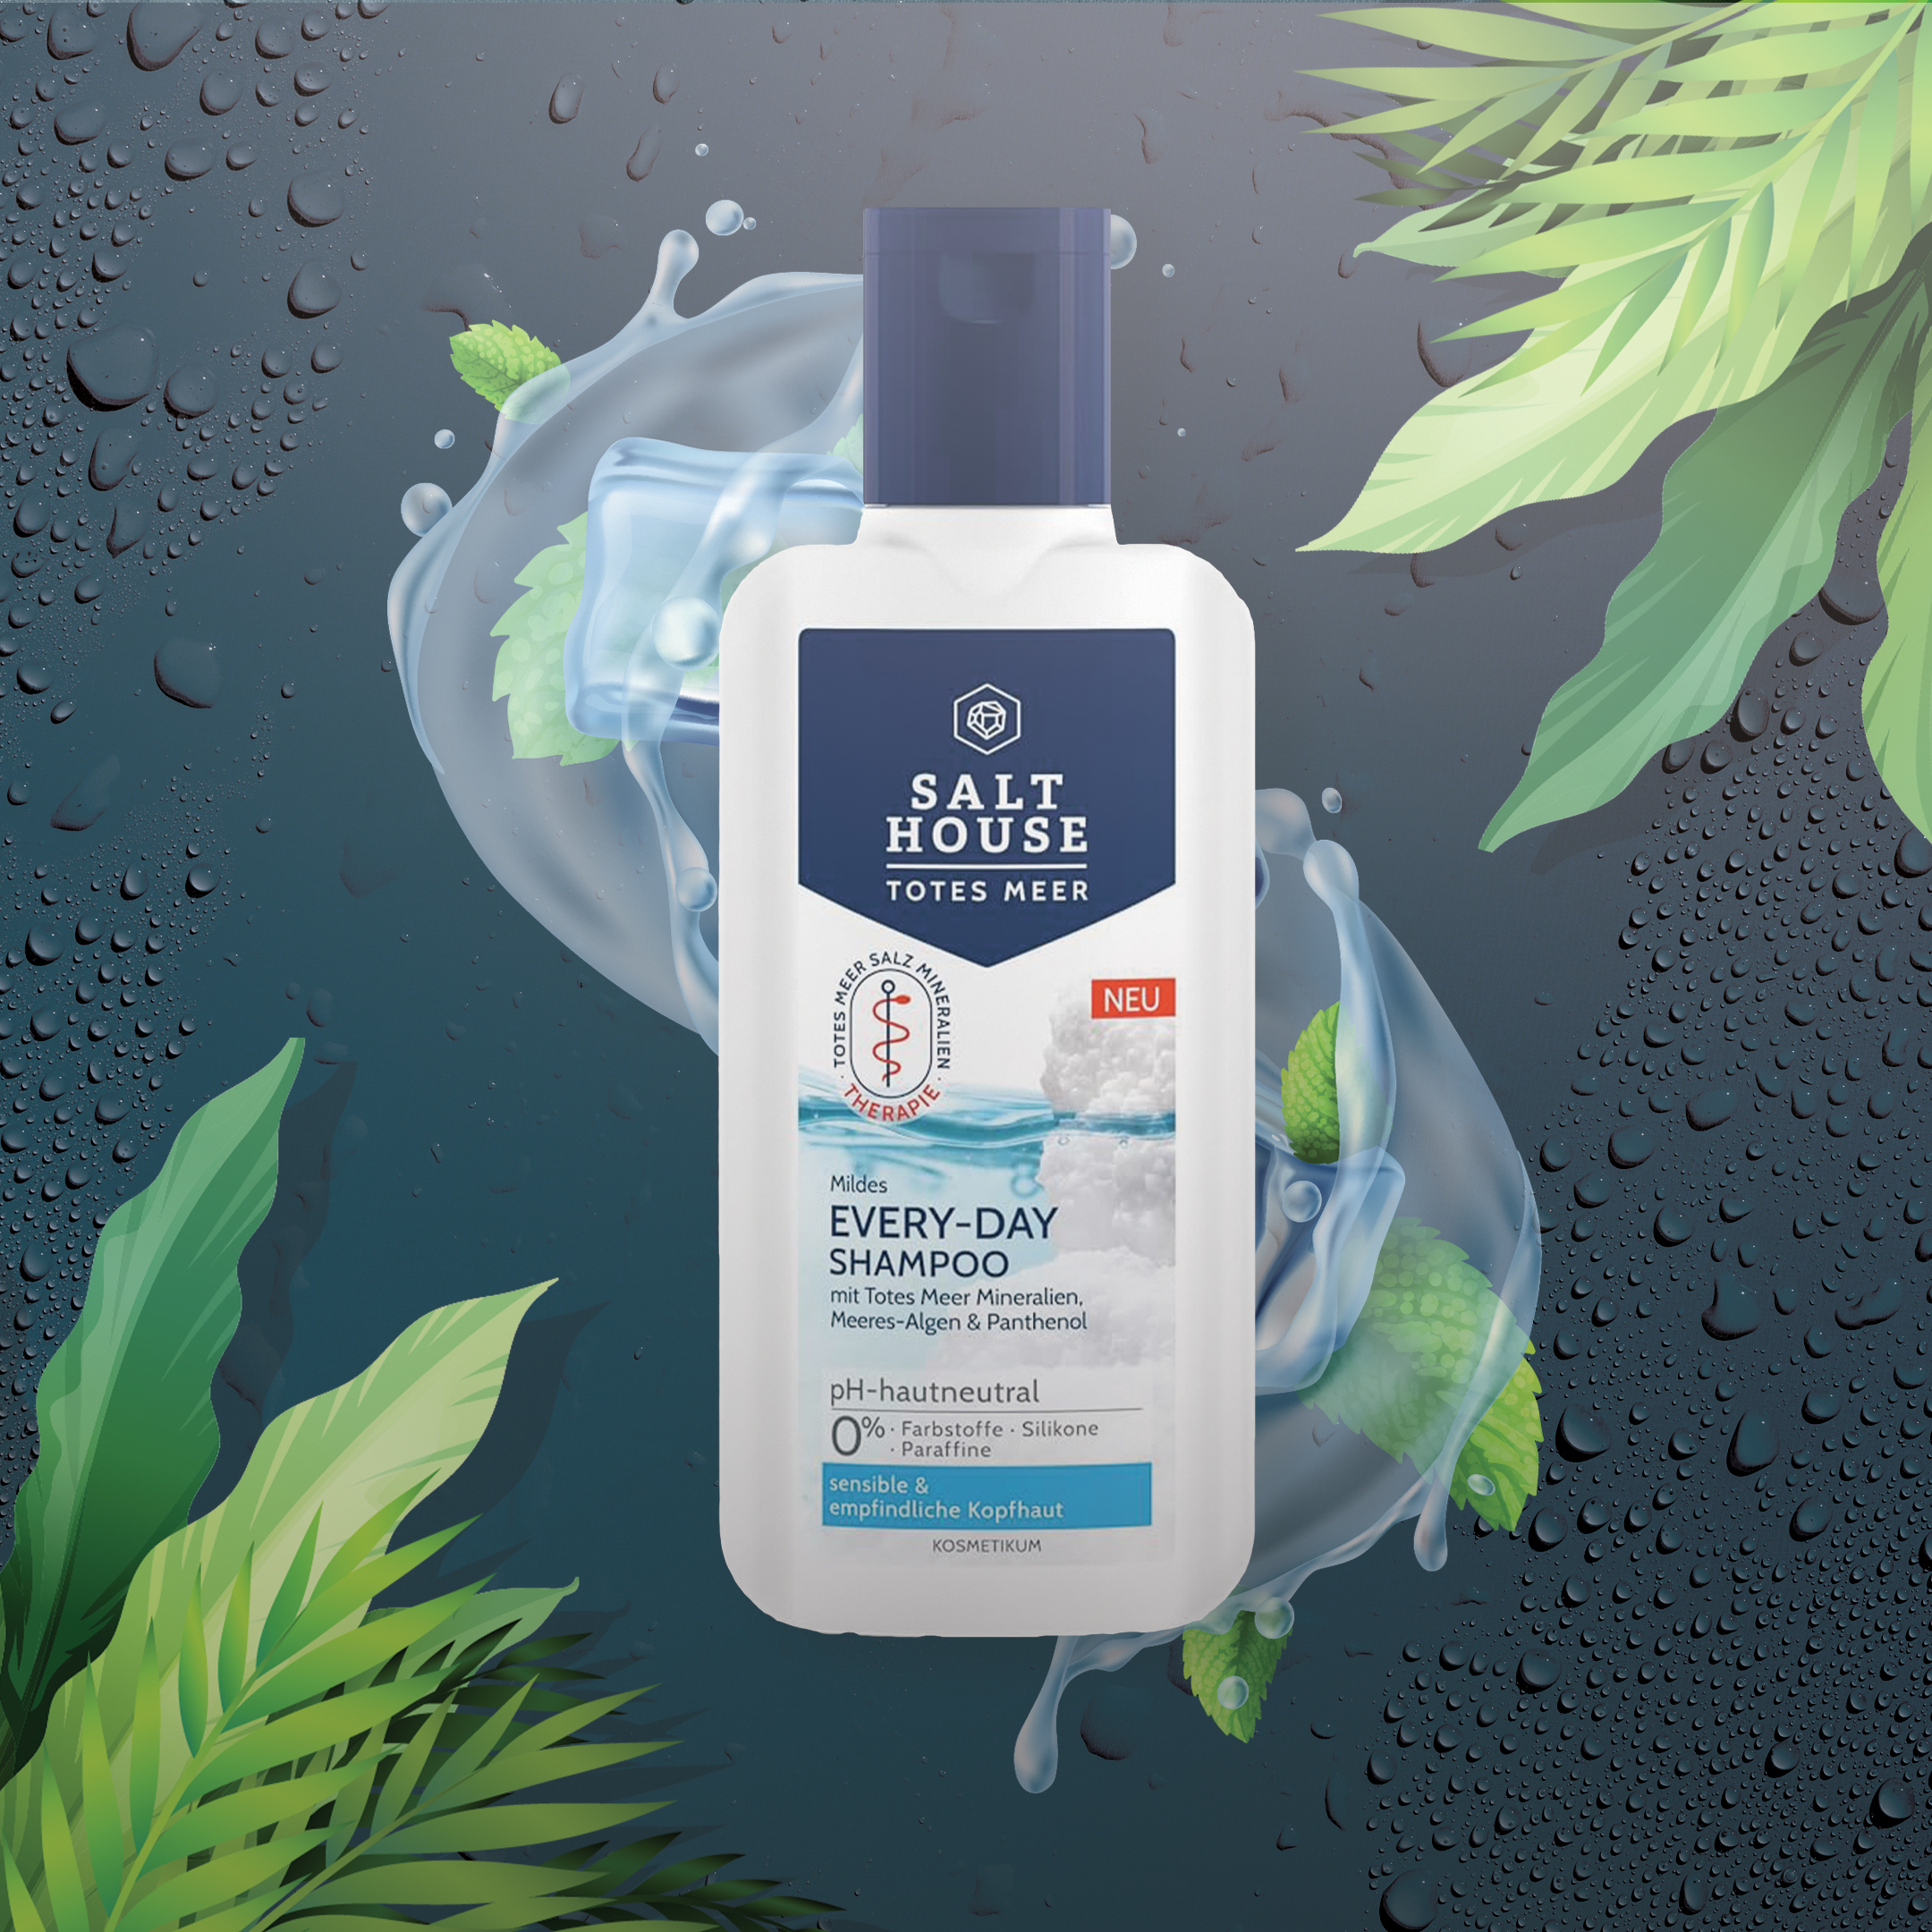 SALT
HOUSE
TOTES MEER
· TOTES MEER SALZ MINERALIEN ·
THERAPIE
NEU
Mildes
EVERY-DAY
SHAMPOO
mit Totes Meer Mineralien,
Meeres-Algen & Panthenol
pH-hautneutral
0% · Farbstoffe · Silikone
· Paraffine
sensible &
empfindliche Kopfhaut
KOSMETIKUM